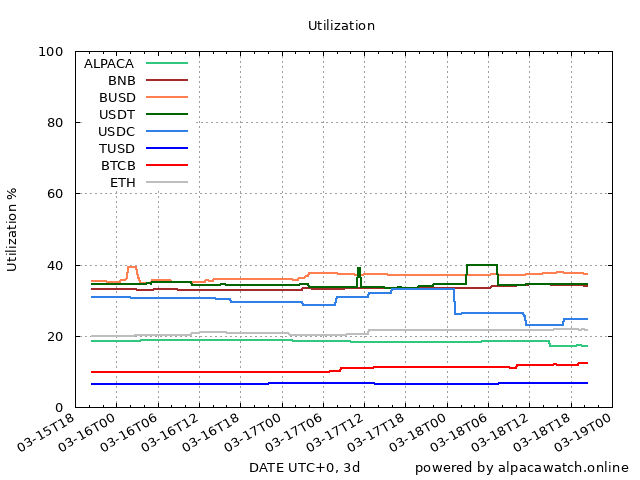 Utilization
100
80
60
40
20
0
Utilization %
ALPACA
BNB
BUSD
USDT
USDC
TUSD
BTCB
ETH
03-15T18
03-16T00
03-16T06
03-16T12
03-16T18
03-17T00
03-17T06
03-17T12
03-17T18
03-18T00
03-18T06
03-18T12
03-18T18
03-19T00
DATE UTC+0, 3d
powered by alpacawatch.online